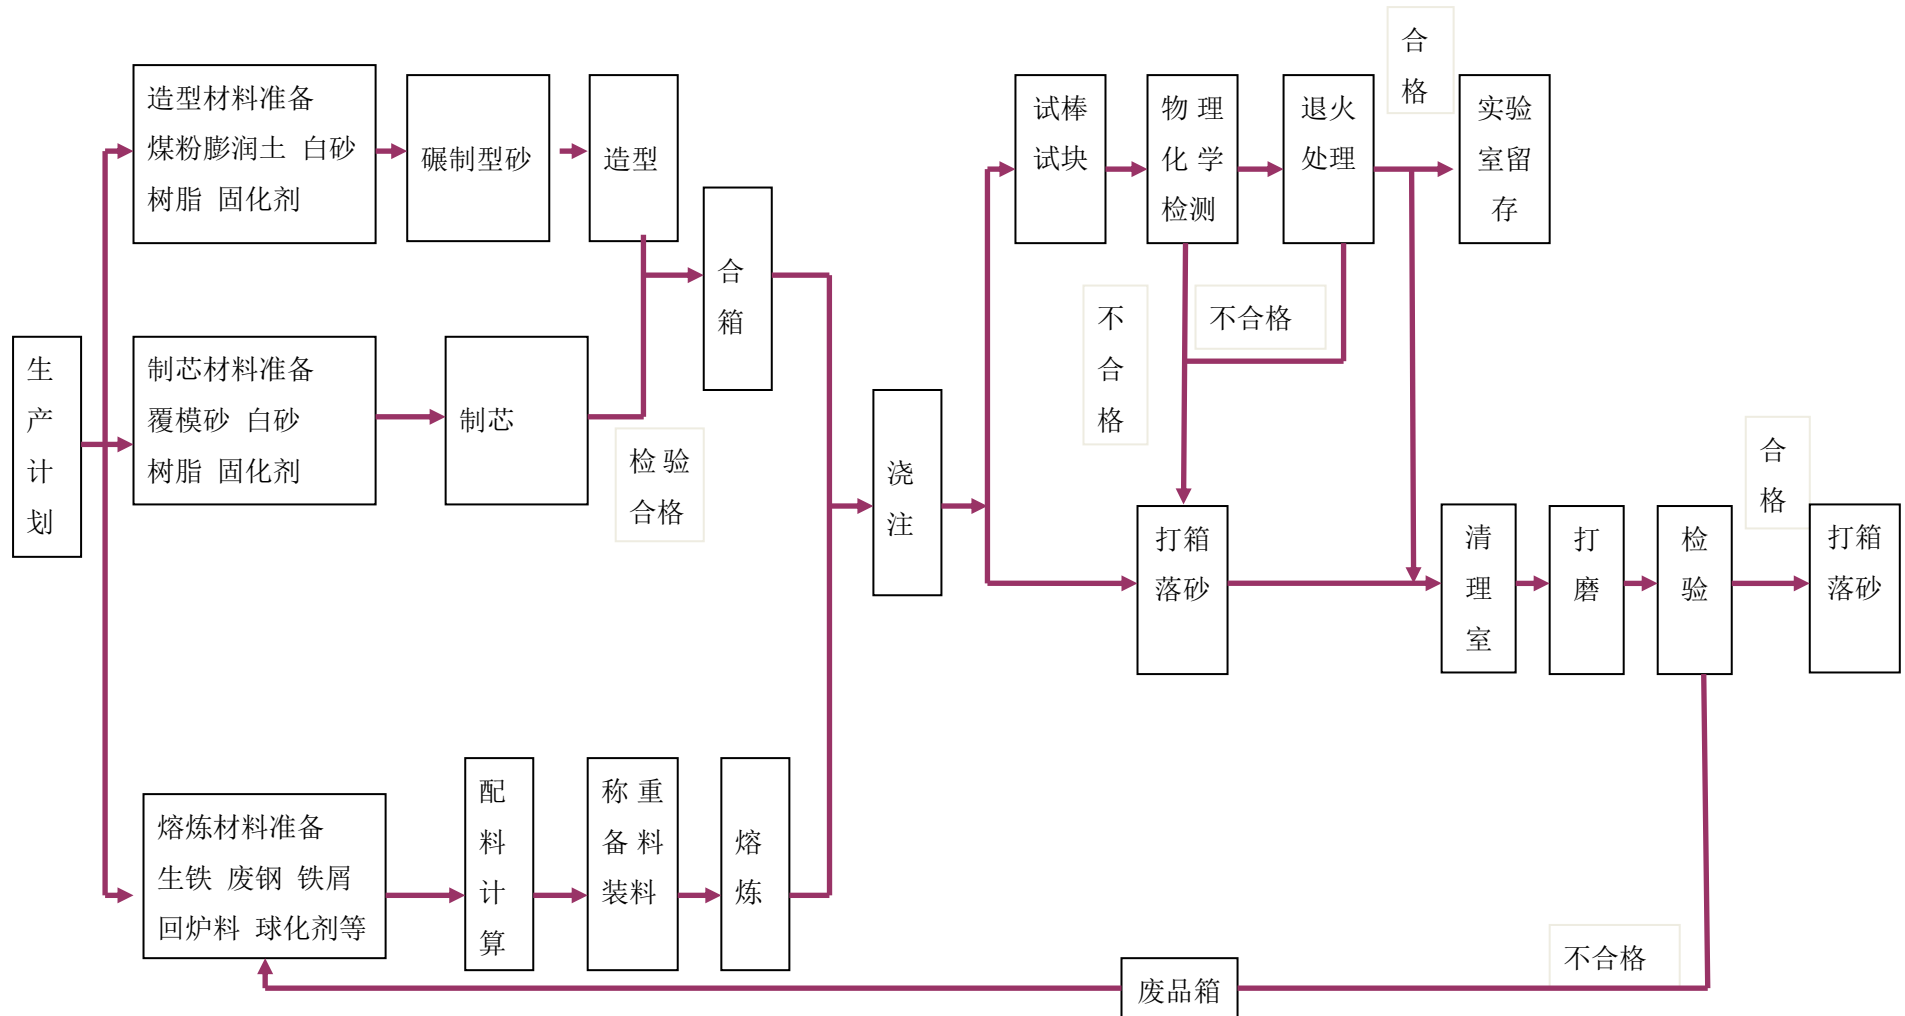 生
产
计
划
造型材料准备
煤粉膨润土 白砂
树脂 固化剂
碾制型砂
造型
制芯材料准备
覆模砂 白砂
树脂 固化剂
制芯
检 验
合格
合
箱
熔炼材料准备
生铁 废钢 铁屑
回炉料 球化剂等
配
料
计
算
称 重
备 料
装料
熔
炼
浇
注
试棒
试块
物 理
化 学
检测
退火
处理
合
格
实验
室留
存
不
合
格
不合格
打箱
落砂
清
理
室
打
磨
检
验
合
格
打箱
落砂
不合格
废品箱